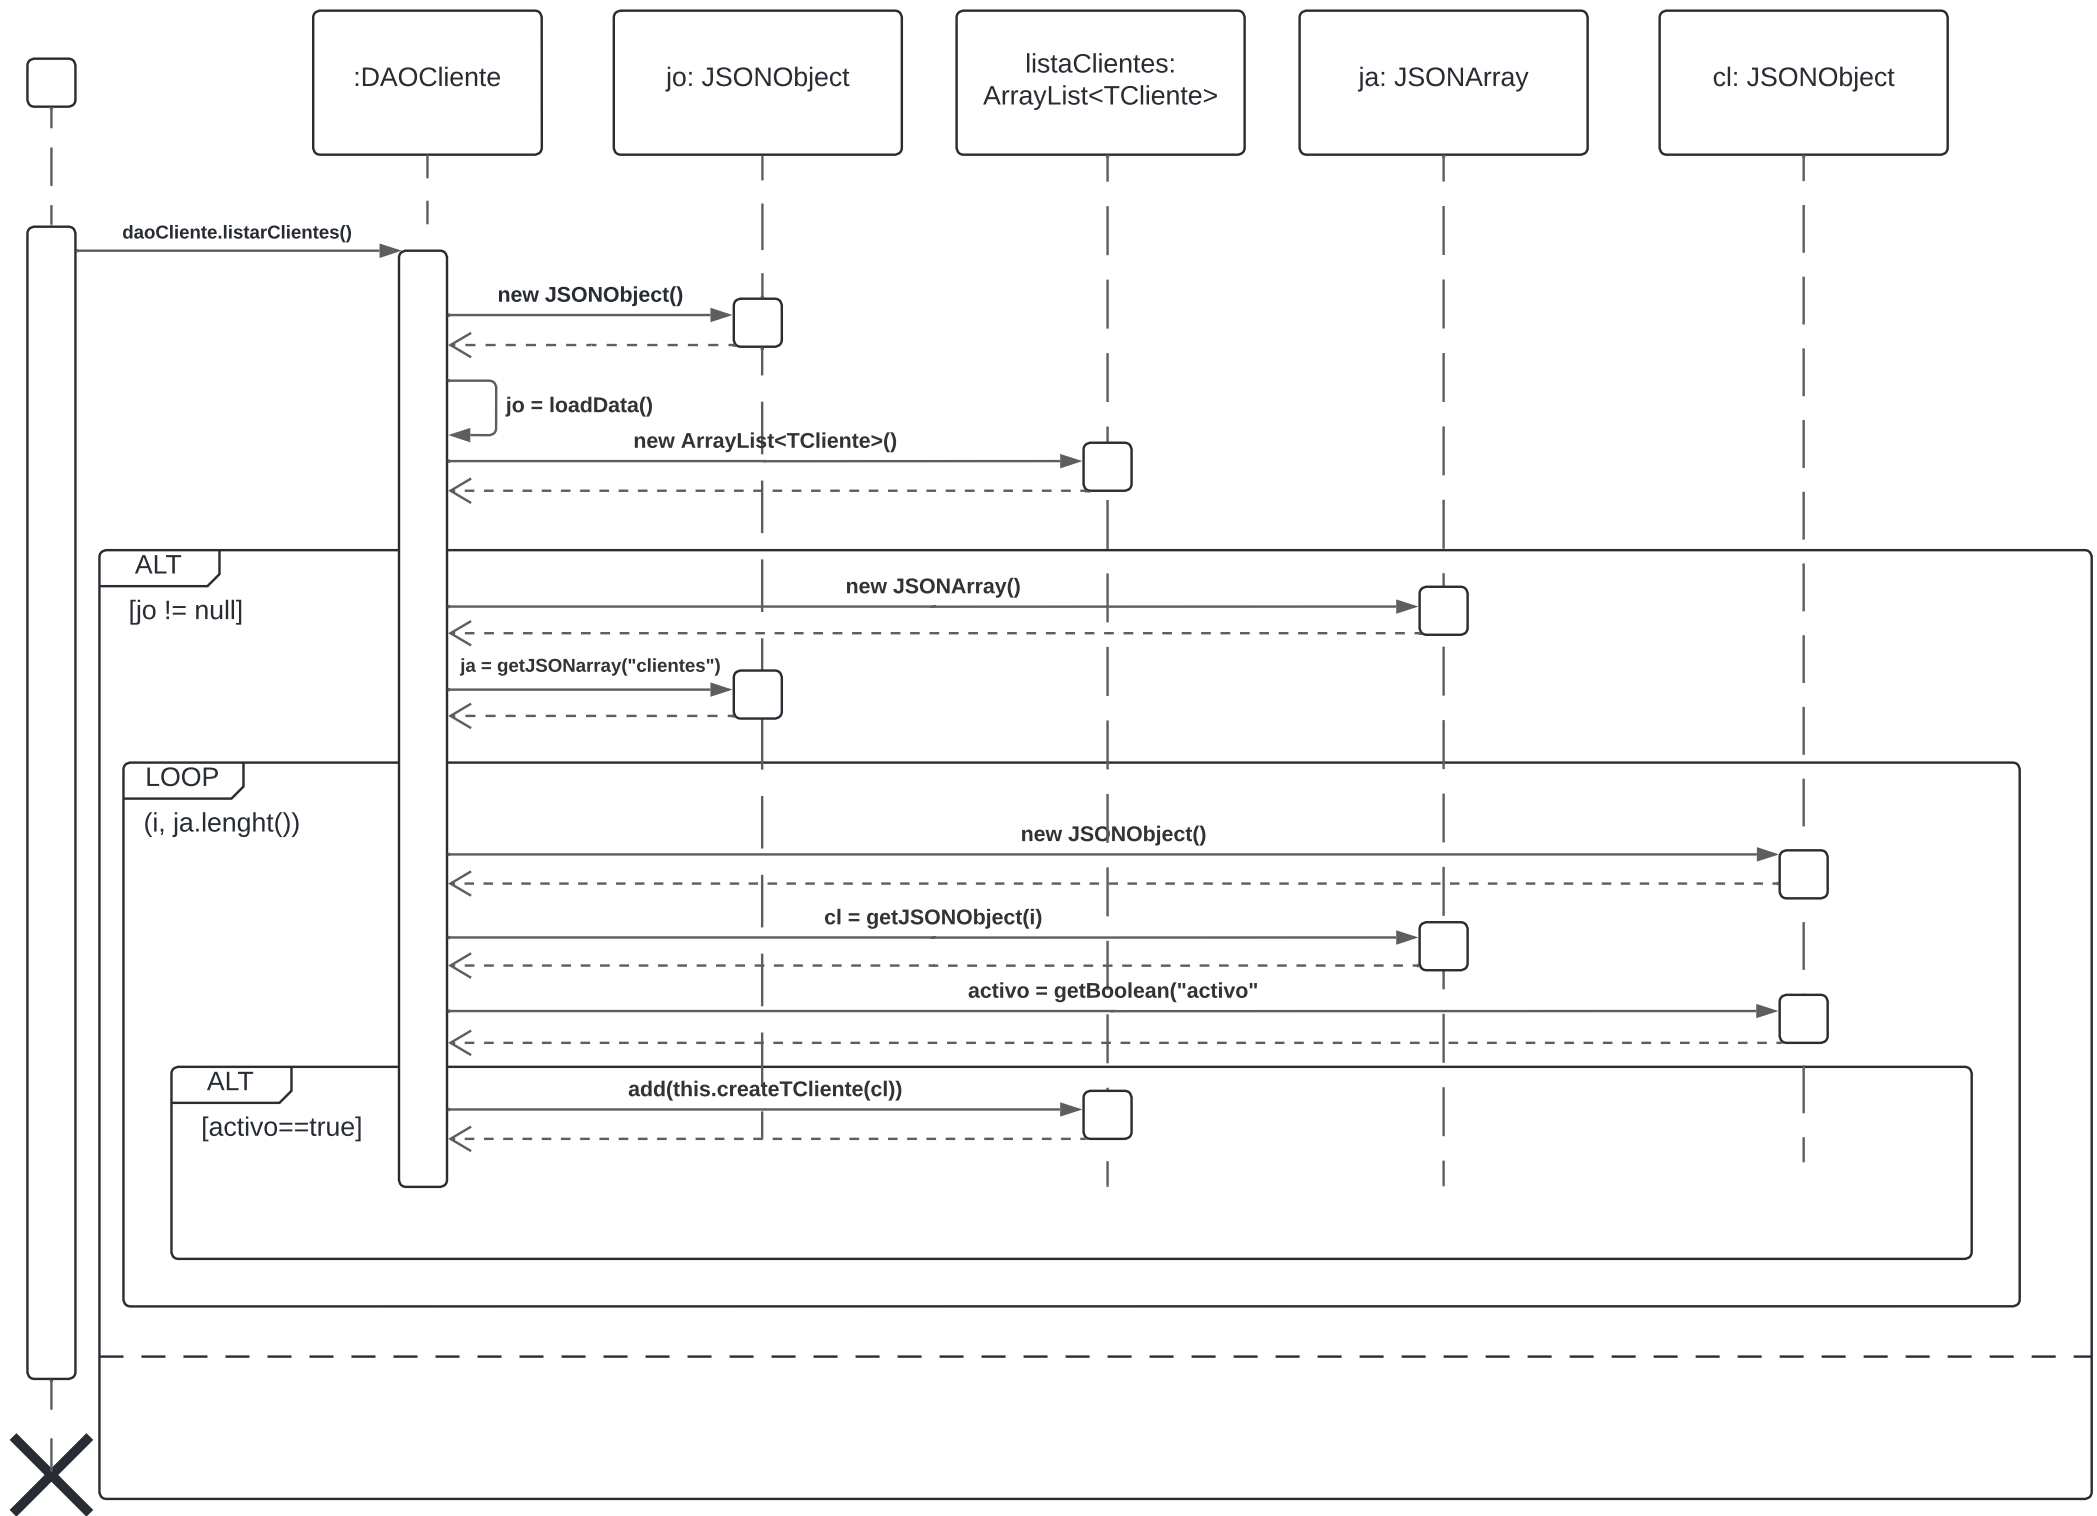 :DAOCliente
jo: JSONObject
listaClientes:
ArrayList<TCliente>
ja: JSONArray
cl: JSONObject
daoCliente.listarClientes()
new JSONObject()
jo = loadData()
new ArrayList<TCliente>()
ALT
[jo != null]
new JSONArray()
ja = getJSONarray("clientes")
LOOP
(i, ja.lenght())
new JSONObject()
cl = getJSONObject(i)
activo = getBoolean("activo"
ALT
[activo==true]
add(this.createTCliente(cl))